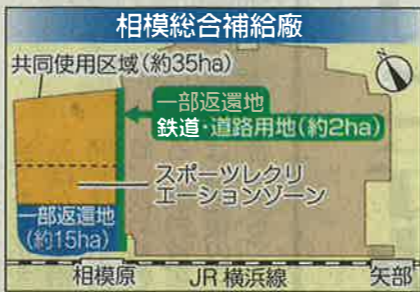 相模総合補給廠
共同使用区域(約35ha)
一部返還地
鉄道・道路用地(約2ha)
スポーツレクリ
エーションゾーン
一部返還地
(約15ha)
相模原
JR横浜線
矢部